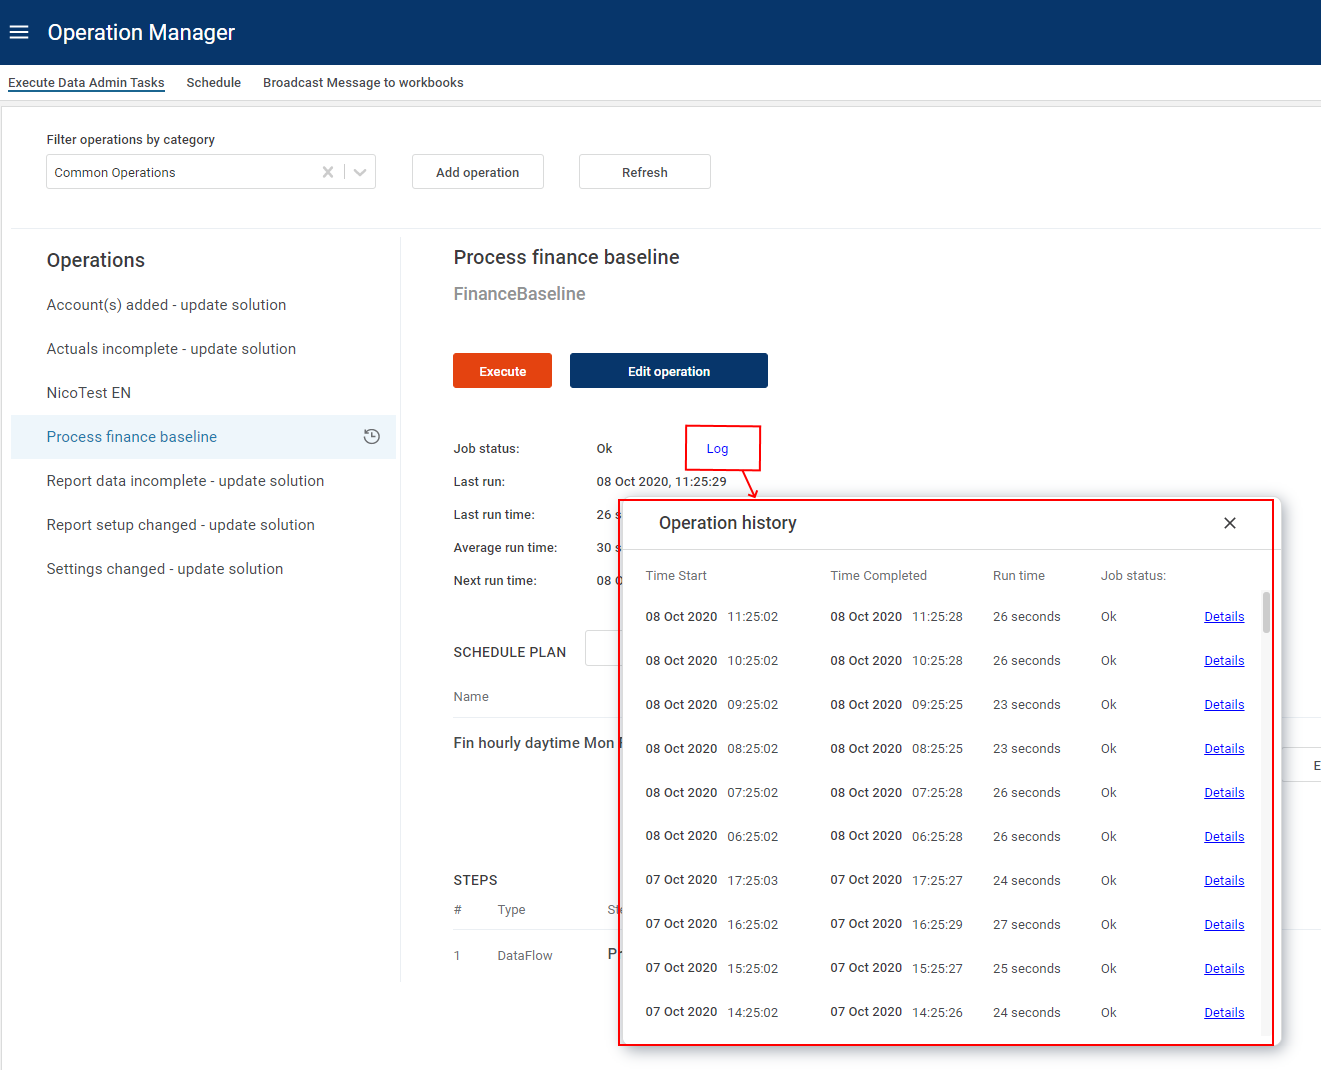 Operation Manager
Execute Data Admin Tasks Schedule Broadcast Message to workbooks
Filter operations by category
Common Operations
Add operation
Refresh
Operations
Account(s) added - update solution
Actuals incomplete - update solution
NicoTest EN
Process finance baseline
Report data incomplete - update solution
Report setup changed - update solution
Settings changed - update solution
Process finance baseline
FinanceBaseline
Execute
Edit operation
Job status: Ok Log
Last run: 08 Oct 2020, 11:25:29
Last run time: 26 s
Average run time: 30 s
Next run time: 08 O
SCHEDULE PLAN
Name
Fin hourly daytime Mon
E
STEPS
# Type
1 DataFlow
Operation history
Time Start Time Completed Run time Job status:
08 Oct 2020 11:25:02 08 Oct 2020 11:25:28 26 seconds Ok Details
08 Oct 2020 10:25:02 08 Oct 2020 10:25:28 26 seconds Ok Details
08 Oct 2020 09:25:02 08 Oct 2020 09:25:25 23 seconds Ok Details
08 Oct 2020 08:25:02 08 Oct 2020 08:25:25 23 seconds Ok Details
08 Oct 2020 07:25:02 08 Oct 2020 07:25:28 26 seconds Ok Details
08 Oct 2020 06:25:02 08 Oct 2020 06:25:28 26 seconds Ok Details
07 Oct 2020 17:25:03 07 Oct 2020 17:25:27 24 seconds Ok Details
07 Oct 2020 16:25:02 07 Oct 2020 16:25:29 27 seconds Ok Details
07 Oct 2020 15:25:02 07 Oct 2020 15:25:27 25 seconds Ok Details
07 Oct 2020 14:25:02 07 Oct 2020 14:25:26 24 seconds Ok Details